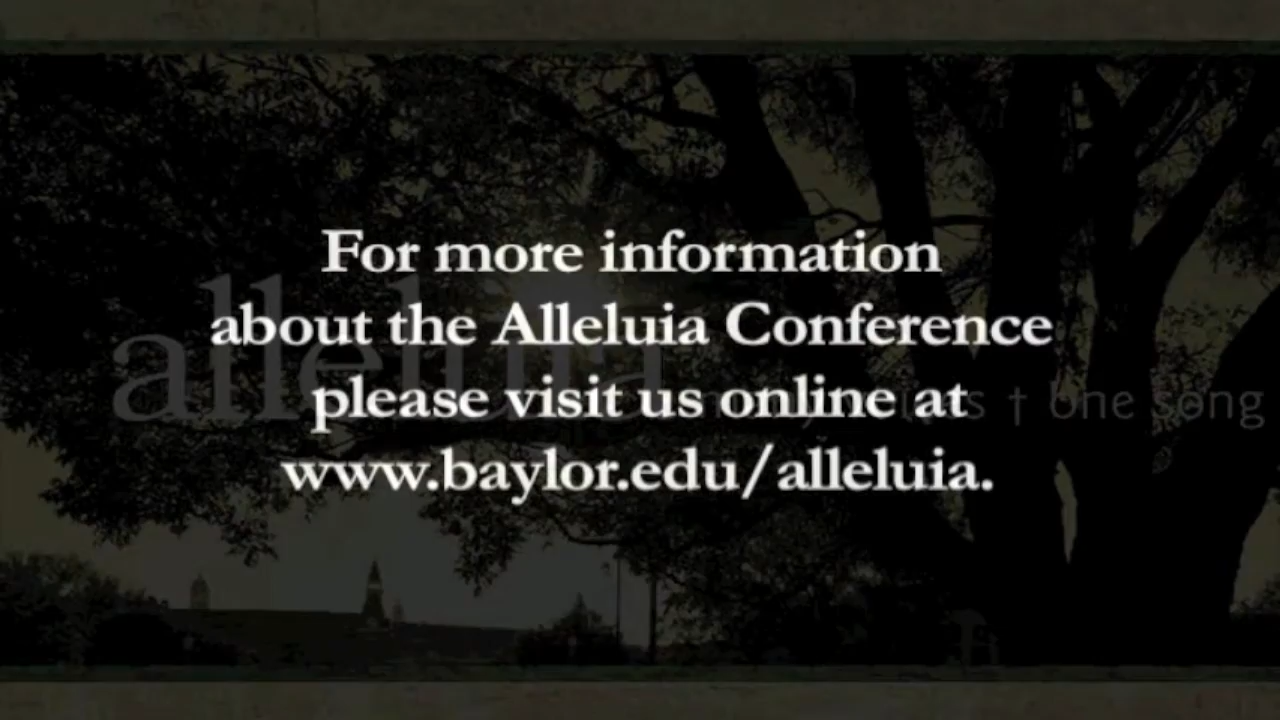 For more information
about the Alleluia Conference
please visit us online at
www.baylor.edu/alleluia.
alleluia
† one song